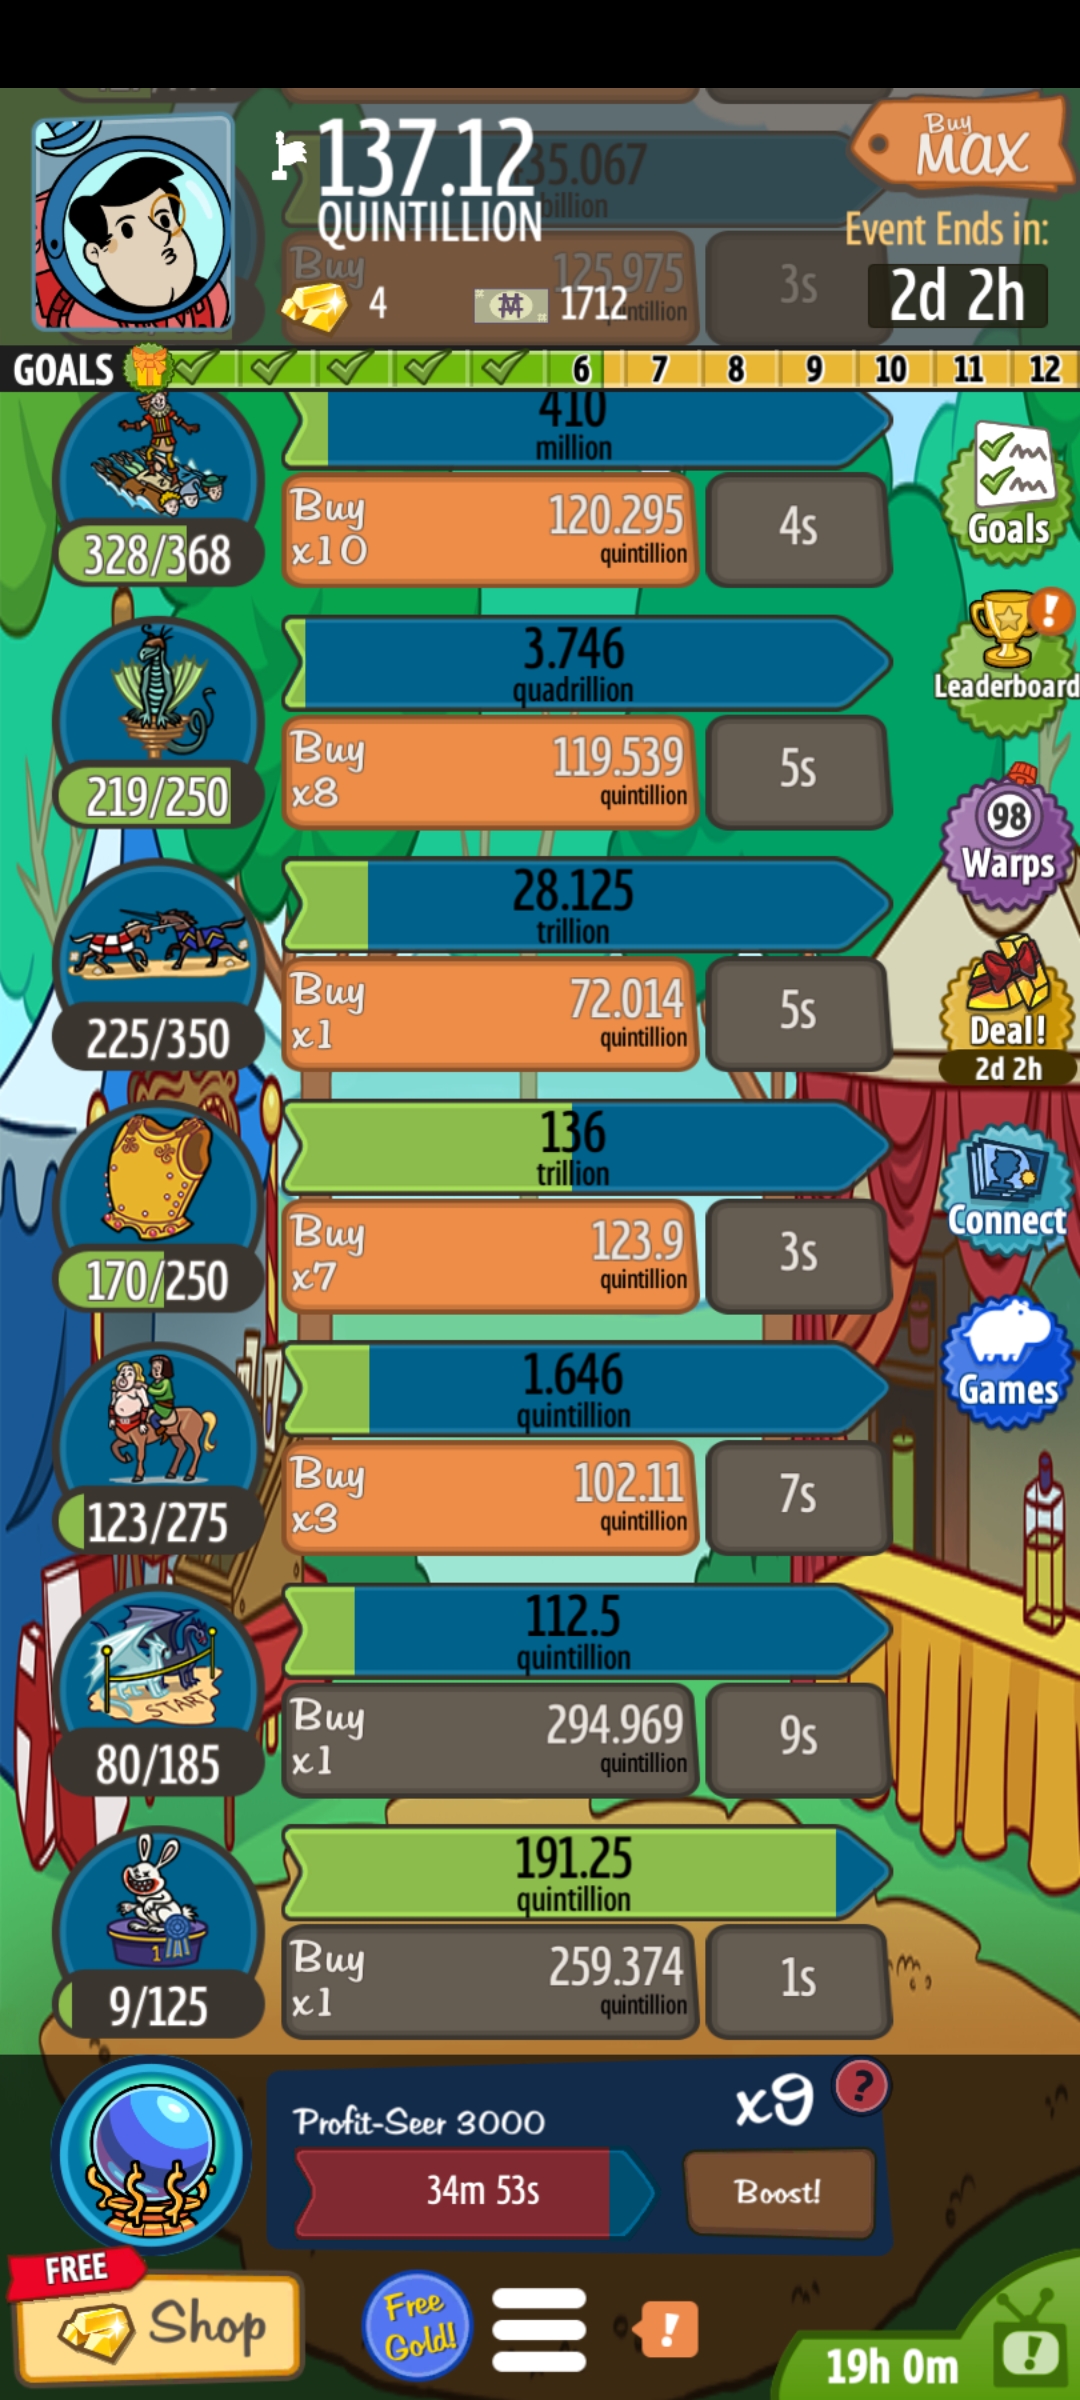 137.12
QUINTILLION
35.067
billion
Buy
MAX
Event Ends in:
2d 2h
Buy
125.975
3s
4
1712
GOALS 6 7 8 9 10 11 12
410
million
328/368
Buy
x10
120.295
quintillion
4s
Goals
3.746
quadrillion
219/250
Buy
x8
119.539
quintillion
5s
Leaderboard
!
98
Warps
28.125
trillion
225/350
Buy
x1
72.014
quintillion
5s
Deal!
2d 2h
136
trillion
170/250
Buy
x7
123.9
quintillion
3s
Connect
1.646
quintillion
123/275
Buy
x3
102.11
quintillion
7s
Games
START
112.5
quintillion
80/185
Buy
x1
294.969
quintillion
9s
1
191.25
quintillion
9/125
Buy
x1
259.374
quintillion
1s
Profit-Seer 3000
x9
?
34m 53s
Boost!
FREE
Shop
Free
Gold!
!
19h 0m
!